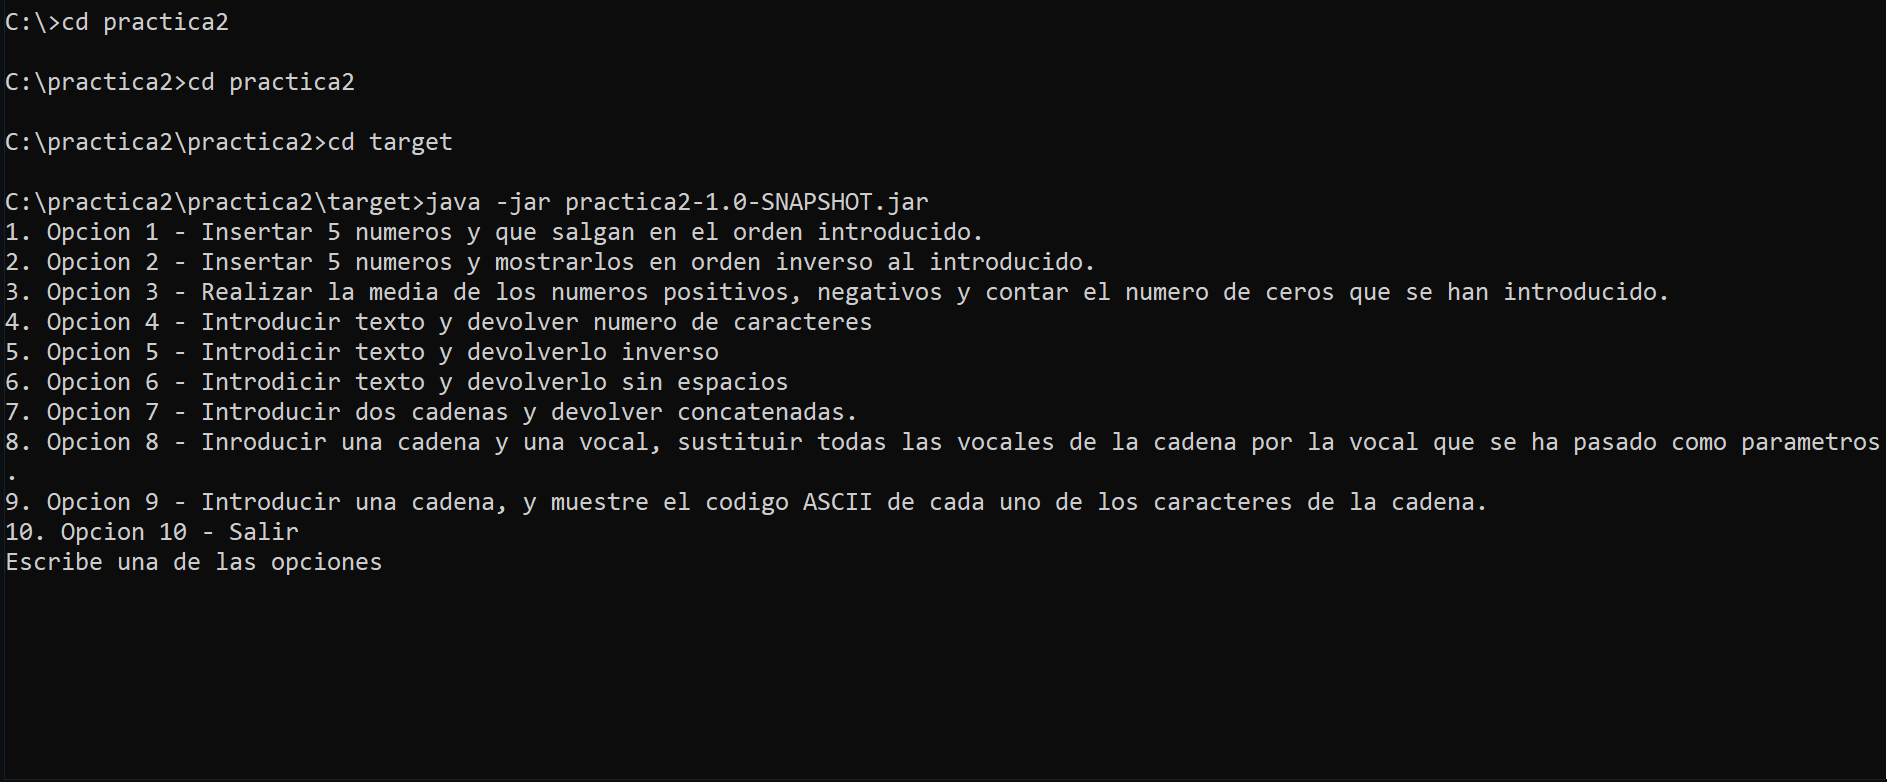 C:\>cd practica2
C:\practica2>cd practica2
C:\practica2\practica2>cd target
C:\practica2\practica2\target>java -jar practica2-1.0-SNAPSHOT.jar
1. Opcion 1 - Insertar 5 numeros y que salgan en el orden introducido.
2. Opcion 2 - Insertar 5 numeros y mostrarlos en orden inverso al introducido.
3. Opcion 3 - Realizar la media de los numeros positivos, negativos y contar el numero de ceros que se han introducido.
4. Opcion 4 - Introducir texto y devolver numero de caracteres
5. Opcion 5 - Introdicir texto y devolverlo inverso
6. Opcion 6 - Introdicir texto y devolverlo sin espacios
7. Opcion 7 - Introducir dos cadenas y devolver concatenadas.
8. Opcion 8 - Inroducir una cadena y una vocal, sustituir todas las vocales de la cadena por la vocal que se ha pasado como parametros
.
9. Opcion 9 - Introducir una cadena, y muestre el codigo ASCII de cada uno de los caracteres de la cadena.
10. Opcion 10 - Salir
Escribe una de las opciones